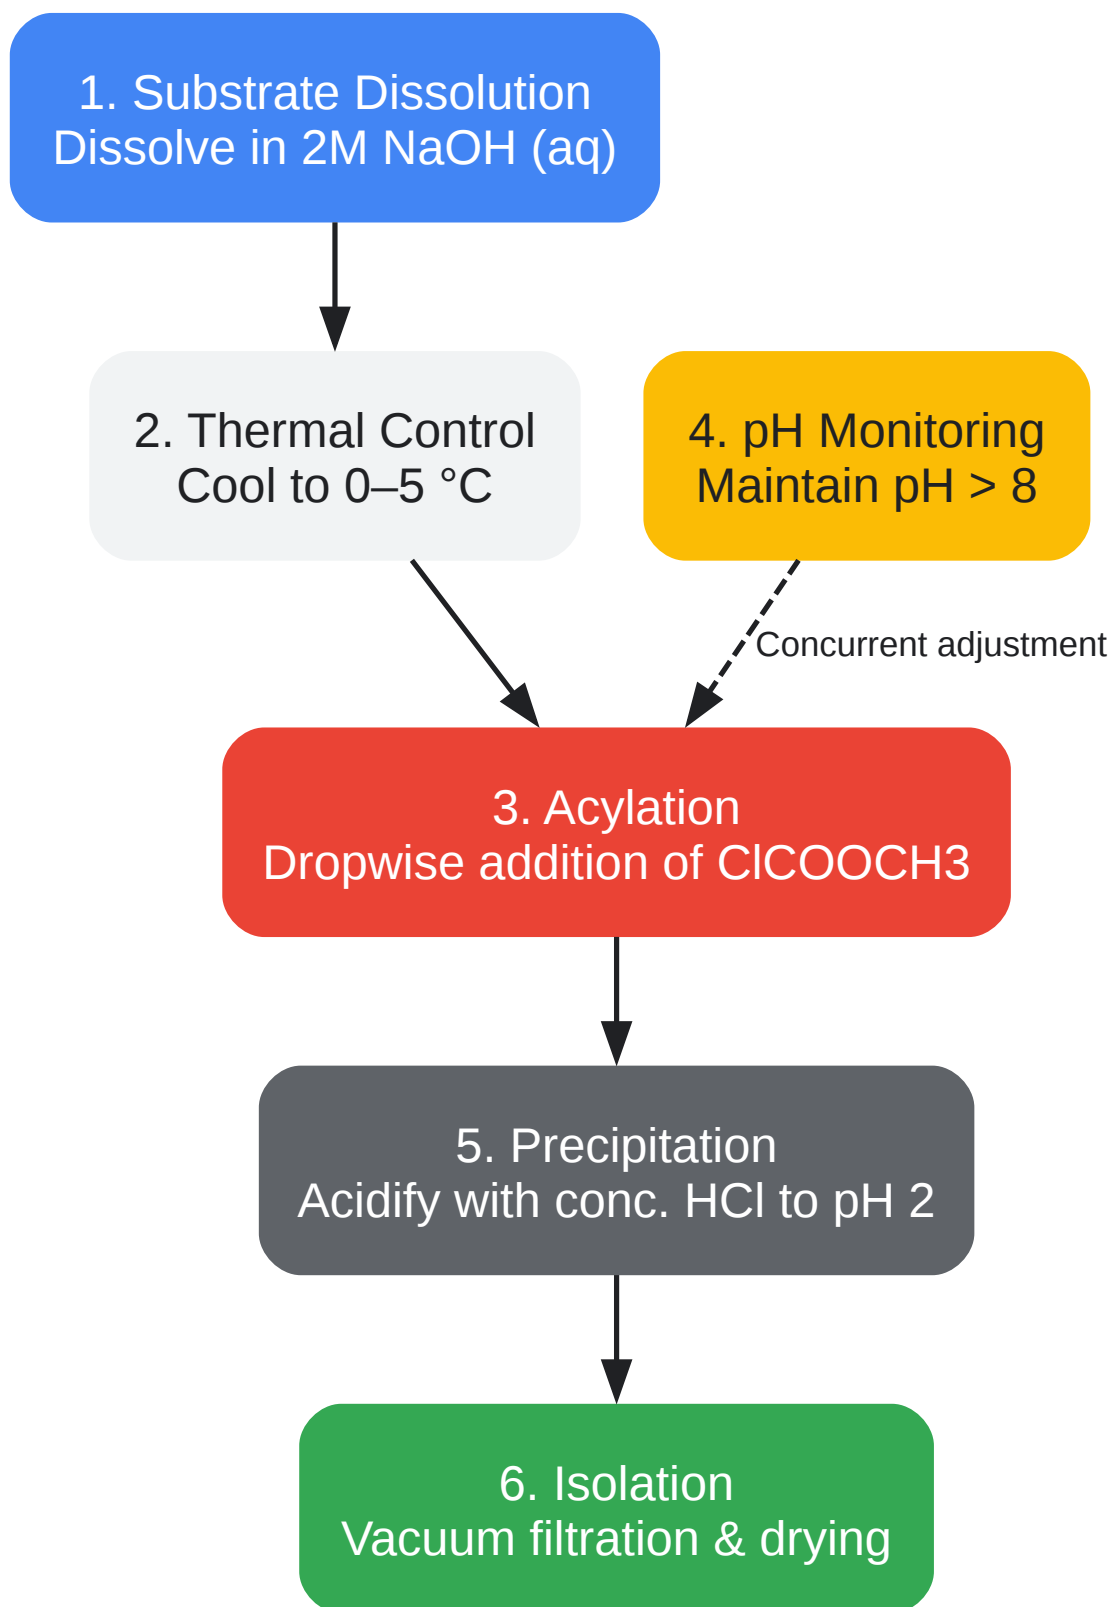 1. Substrate Dissolution
Dissolve in 2M NaOH (aq)
2. Thermal Control
Cool to 0–5 °C
4. pH Monitoring
Maintain pH > 8
Concurrent adjustment
3. Acylation
Dropwise addition of ClCOOCH3
5. Precipitation
Acidify with conc. HCl to pH 2
6. Isolation
Vacuum filtration & drying